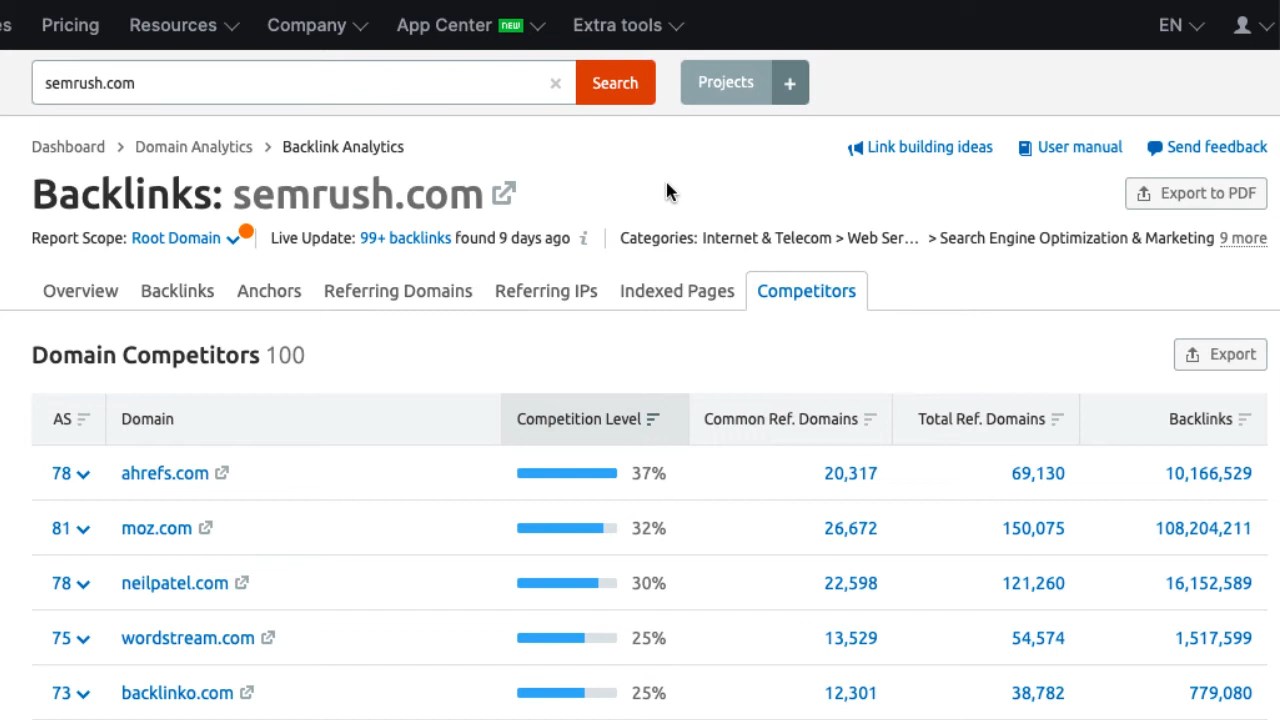 es Pricing Resources Company App Center NEW Extra tools EN
semrush.com × Search Projects +
Dashboard > Domain Analytics > Backlink Analytics Link building ideas User manual Send feedback
Backlinks: semrush.com Export to PDF
Report Scope: Root Domain Live Update: 99+ backlinks found 9 days ago i Categories: Internet & Telecom > Web Ser... > Search Engine Optimization & Marketing 9 more
Overview Backlinks Anchors Referring Domains Referring IPs Indexed Pages Competitors
Domain Competitors 100 Export
AS Domain Competition Level Common Ref. Domains Total Ref. Domains Backlinks
78 ahrefs.com 37% 20,317 69,130 10,166,529
81 moz.com 32% 26,672 150,075 108,204,211
78 neilpatel.com 30% 22,598 121,260 16,152,589
75 wordstream.com 25% 13,529 54,574 1,517,599
73 backlinko.com 25% 12,301 38,782 779,080